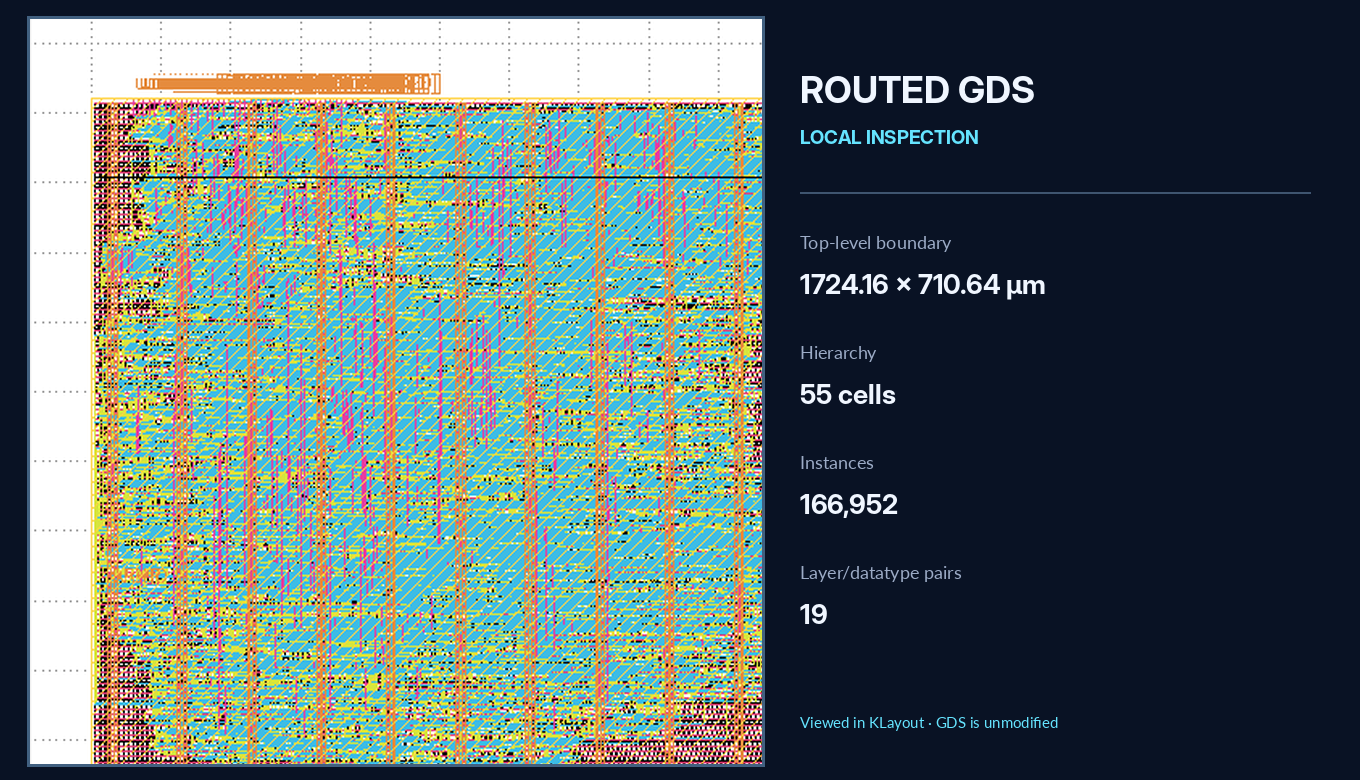 ROUTED GDS
LOCAL INSPECTION
Top-level boundary
1724.16 × 710.64 µm
Hierarchy
55 cells
Instances
166,952
Layer/datatype pairs
19
Viewed in KLayout · GDS is unmodified